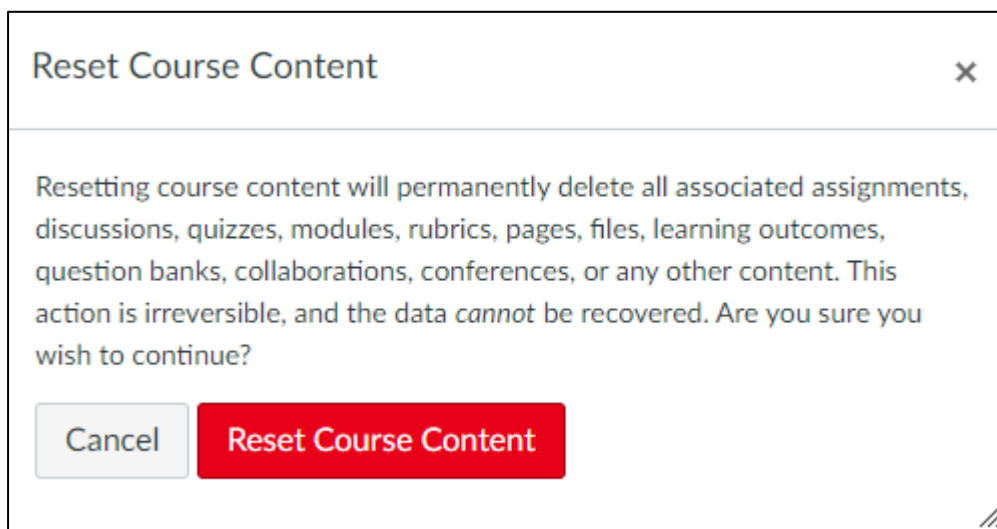 Reset Course Content
×
Resetting course content will permanently delete all associated assignments,
discussions, quizzes, modules, rubrics, pages, files, learning outcomes,
question banks, collaborations, conferences, or any other content. This
action is irreversible, and the data cannot be recovered. Are you sure you
wish to continue?
Cancel Reset Course Content